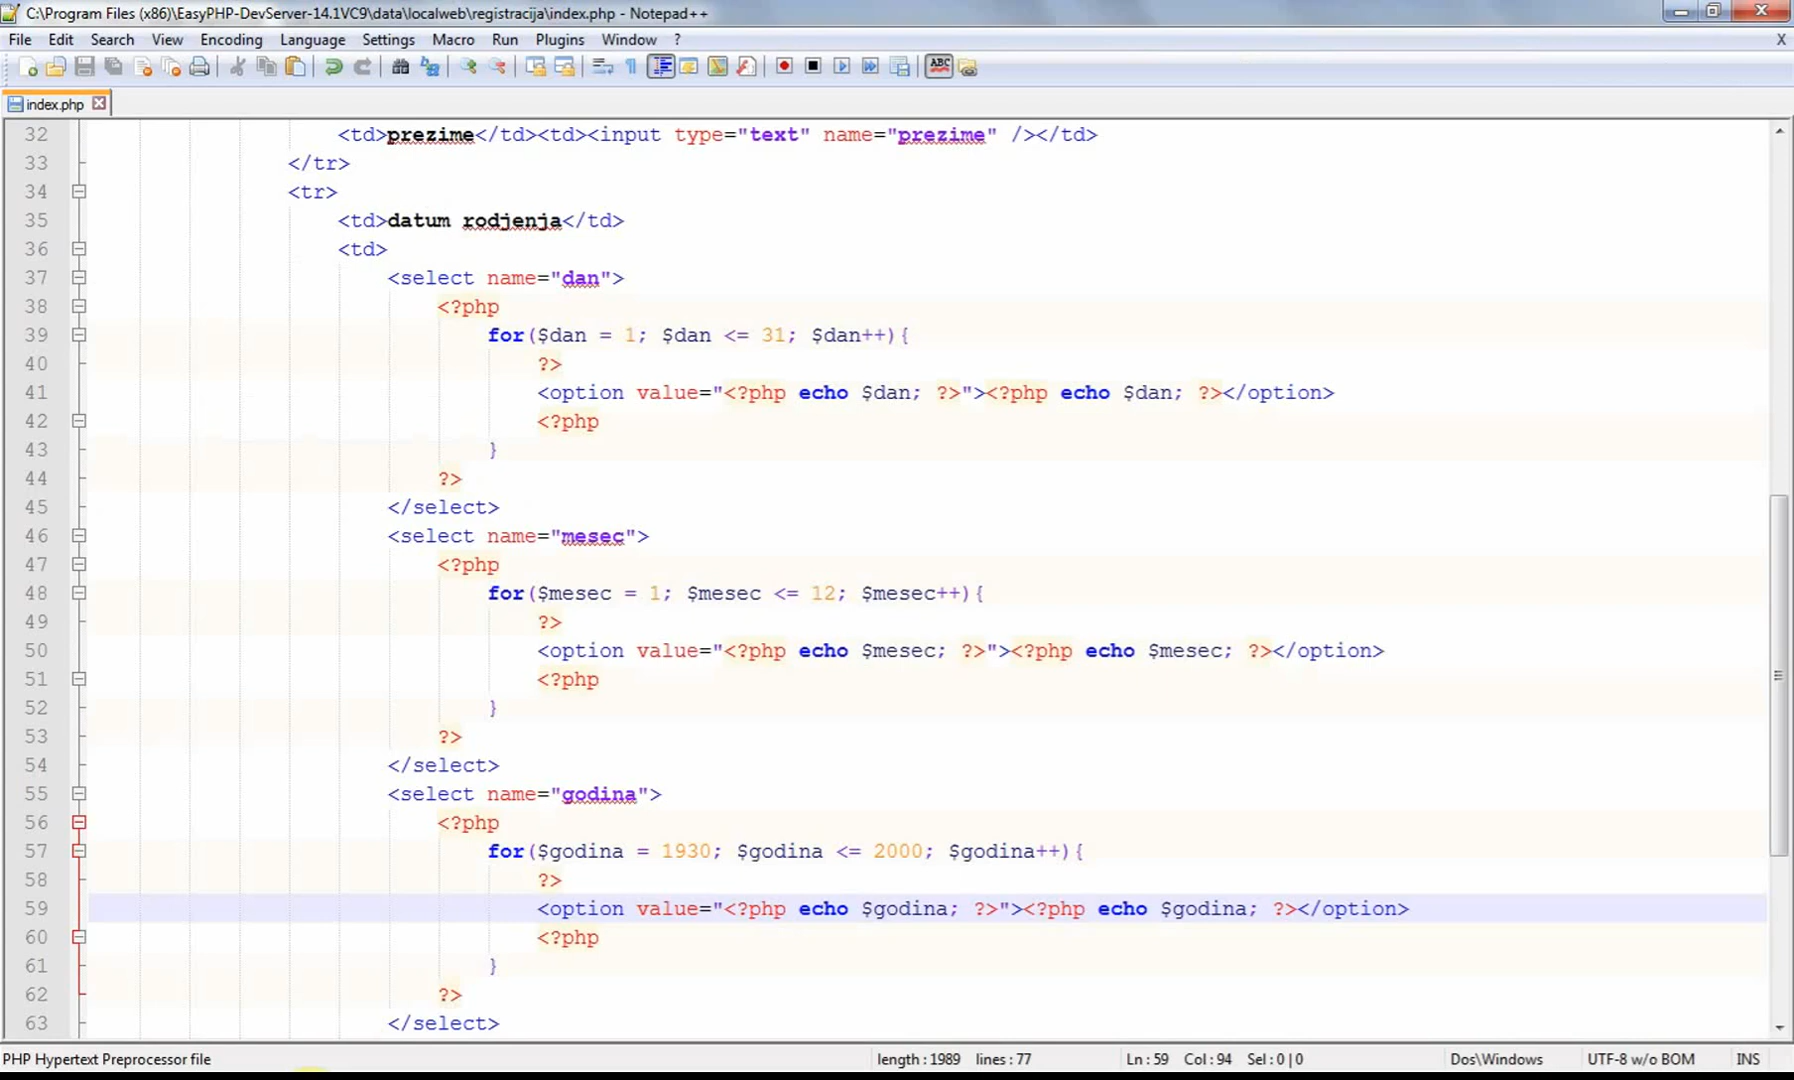 C:\Program Files (x86)\EasyPHP-DevServer-14.1VC9\data\localweb\registracija\index.php - Notepad++
File Edit Search View Encoding Language Settings Macro Run Plugins Window ? X
ABC
index.php
32 <td>prezime</td><td><input type="text" name="prezime" /></td>
33 </tr>
34 <tr>
35 <td>datum rodjenja</td>
36 <td>
37 <select name="dan">
38 <?php
39 for($dan = 1; $dan <= 31; $dan++){
40 ?>
41 <option value="<?php echo $dan; ?>"><?php echo $dan; ?></option>
42 <?php
43 }
44 ?>
45 </select>
46 <select name="mesec">
47 <?php
48 for($mesec = 1; $mesec <= 12; $mesec++){
49 ?>
50 <option value="<?php echo $mesec; ?>"><?php echo $mesec; ?></option>
51 <?php
52 }
53 ?>
54 </select>
55 <select name="godina">
56 <?php
57 for($godina = 1930; $godina <= 2000; $godina++){
58 ?>
59 <option value="<?php echo $godina; ?>"><?php echo $godina; ?></option>
60 <?php
61 }
62 ?>
63 </select>
PHP Hypertext Preprocessor file length : 1989 lines : 77 Ln : 59 Col : 94 Sel : 0 | 0 Dos\Windows UTF-8 w/o BOM INS